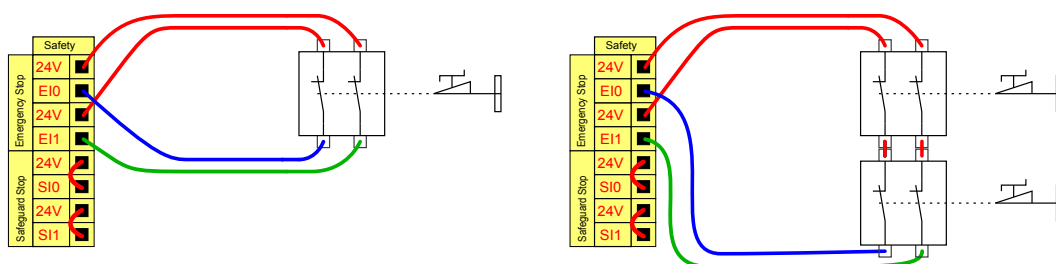 Safety
Emergency Stop
24V
EI0
24V
EI1
Safeguard Stop
24V
SI0
24V
SI1
Safety
Emergency Stop
24V
EI0
24V
EI1
Safeguard Stop
24V
SI0
24V
SI1